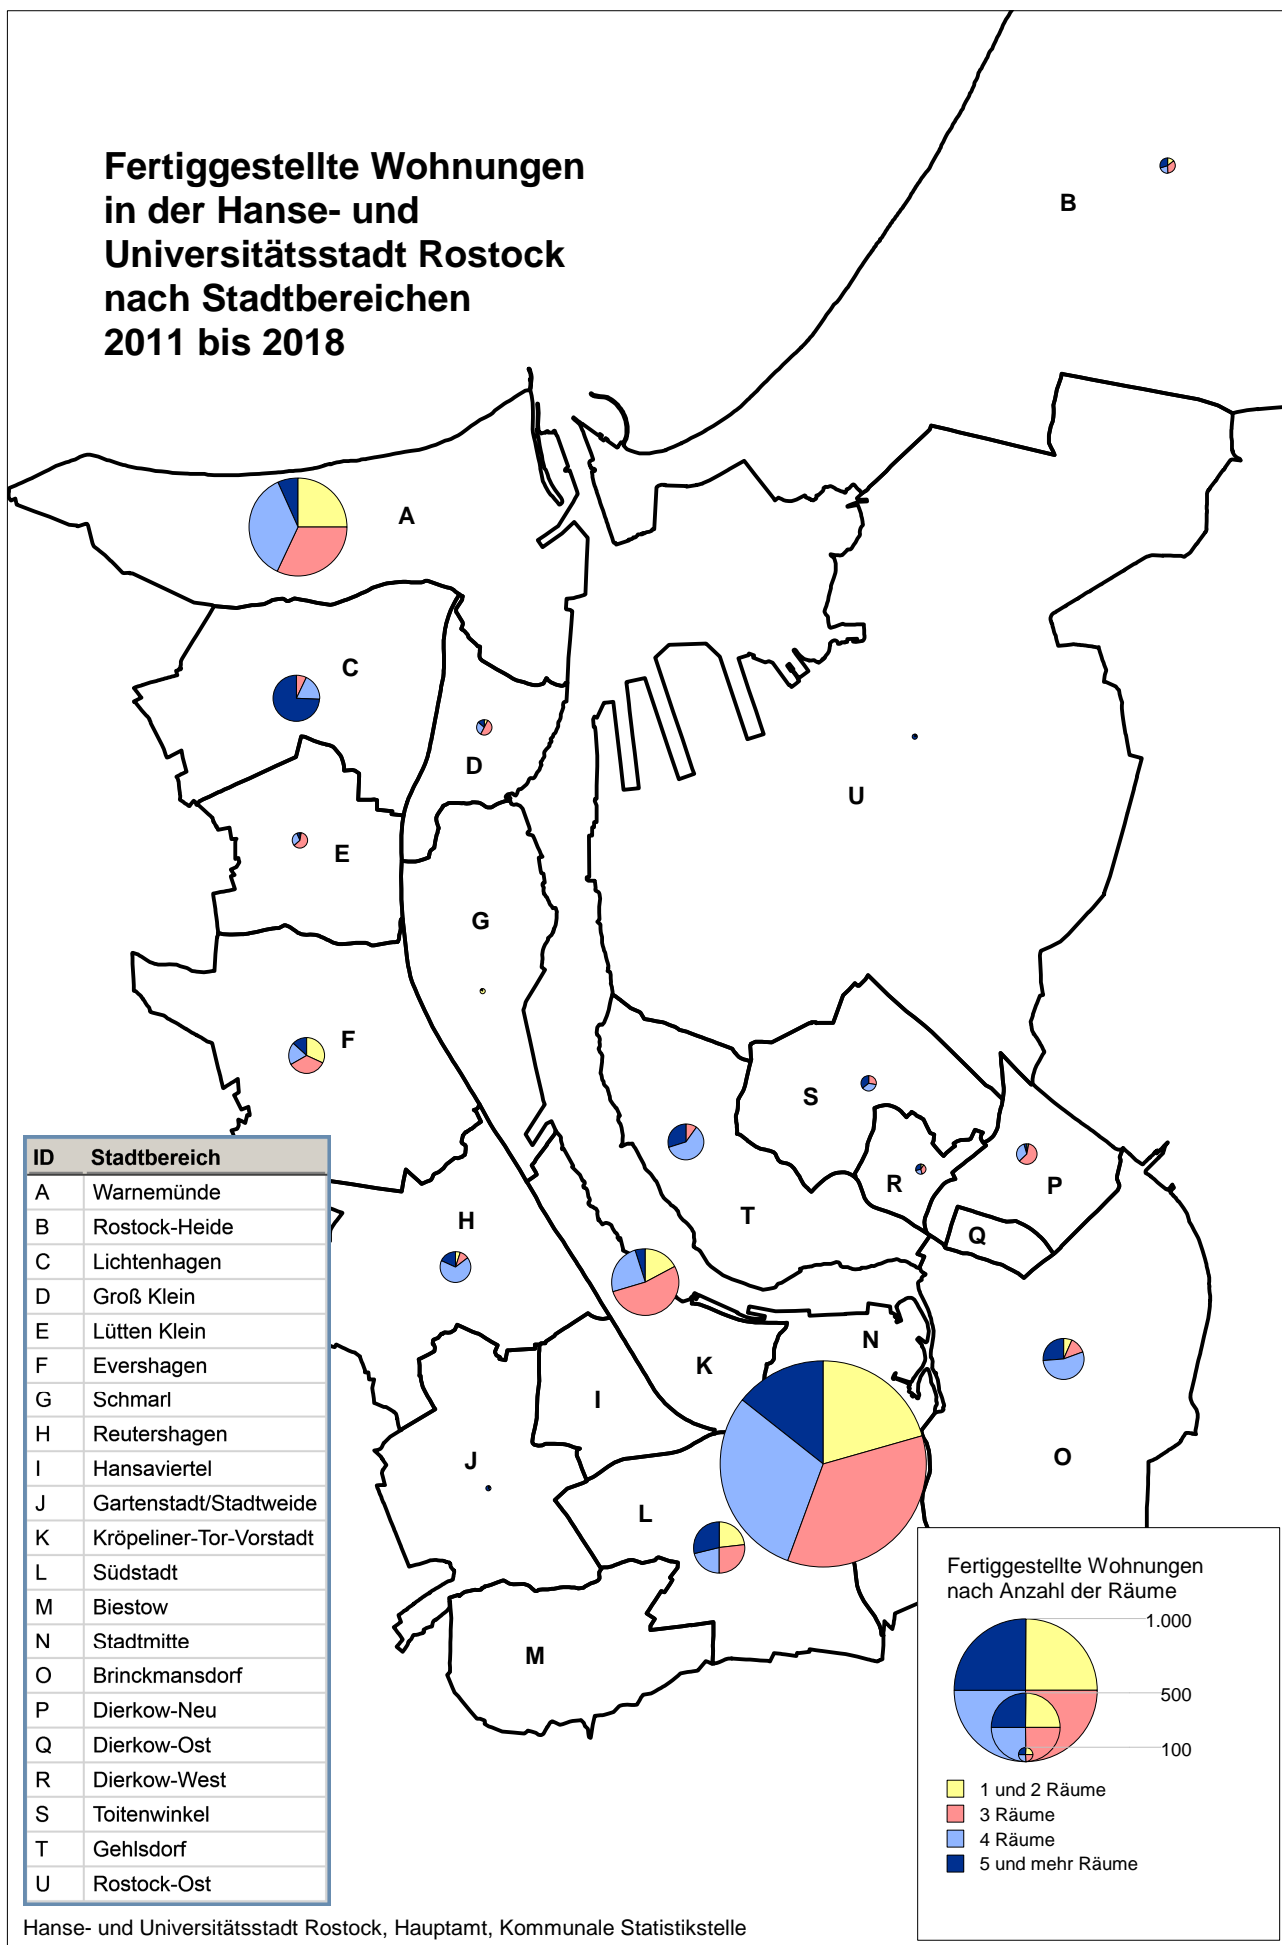 Fertiggestellte Wohnungen
in der Hanse- und
Universitätsstadt Rostock
nach Stadtbereichen
2011 bis 2018
B
A
C
D
U
E
G
F
S
R
P
H
T
Q
N
K
I
J
O
L
M
ID Stadtbereich
A Warnemünde
B Rostock-Heide
C Lichtenhagen
D Groß Klein
E Lütten Klein
F Evershagen
G Schmarl
H Reutershagen
I Hansaviertel
J Gartenstadt/Stadtweide
K Kröpeliner-Tor-Vorstadt
L Südstadt
M Biestow
N Stadtmitte
O Brinckmansdorf
P Dierkow-Neu
Q Dierkow-Ost
R Dierkow-West
S Toitenwinkel
T Gehlsdorf
U Rostock-Ost
Fertiggestellte Wohnungen
nach Anzahl der Räume
1.000
500
100
1 und 2 Räume
3 Räume
4 Räume
5 und mehr Räume
Hanse- und Universitätsstadt Rostock, Hauptamt, Kommunale Statistikstelle